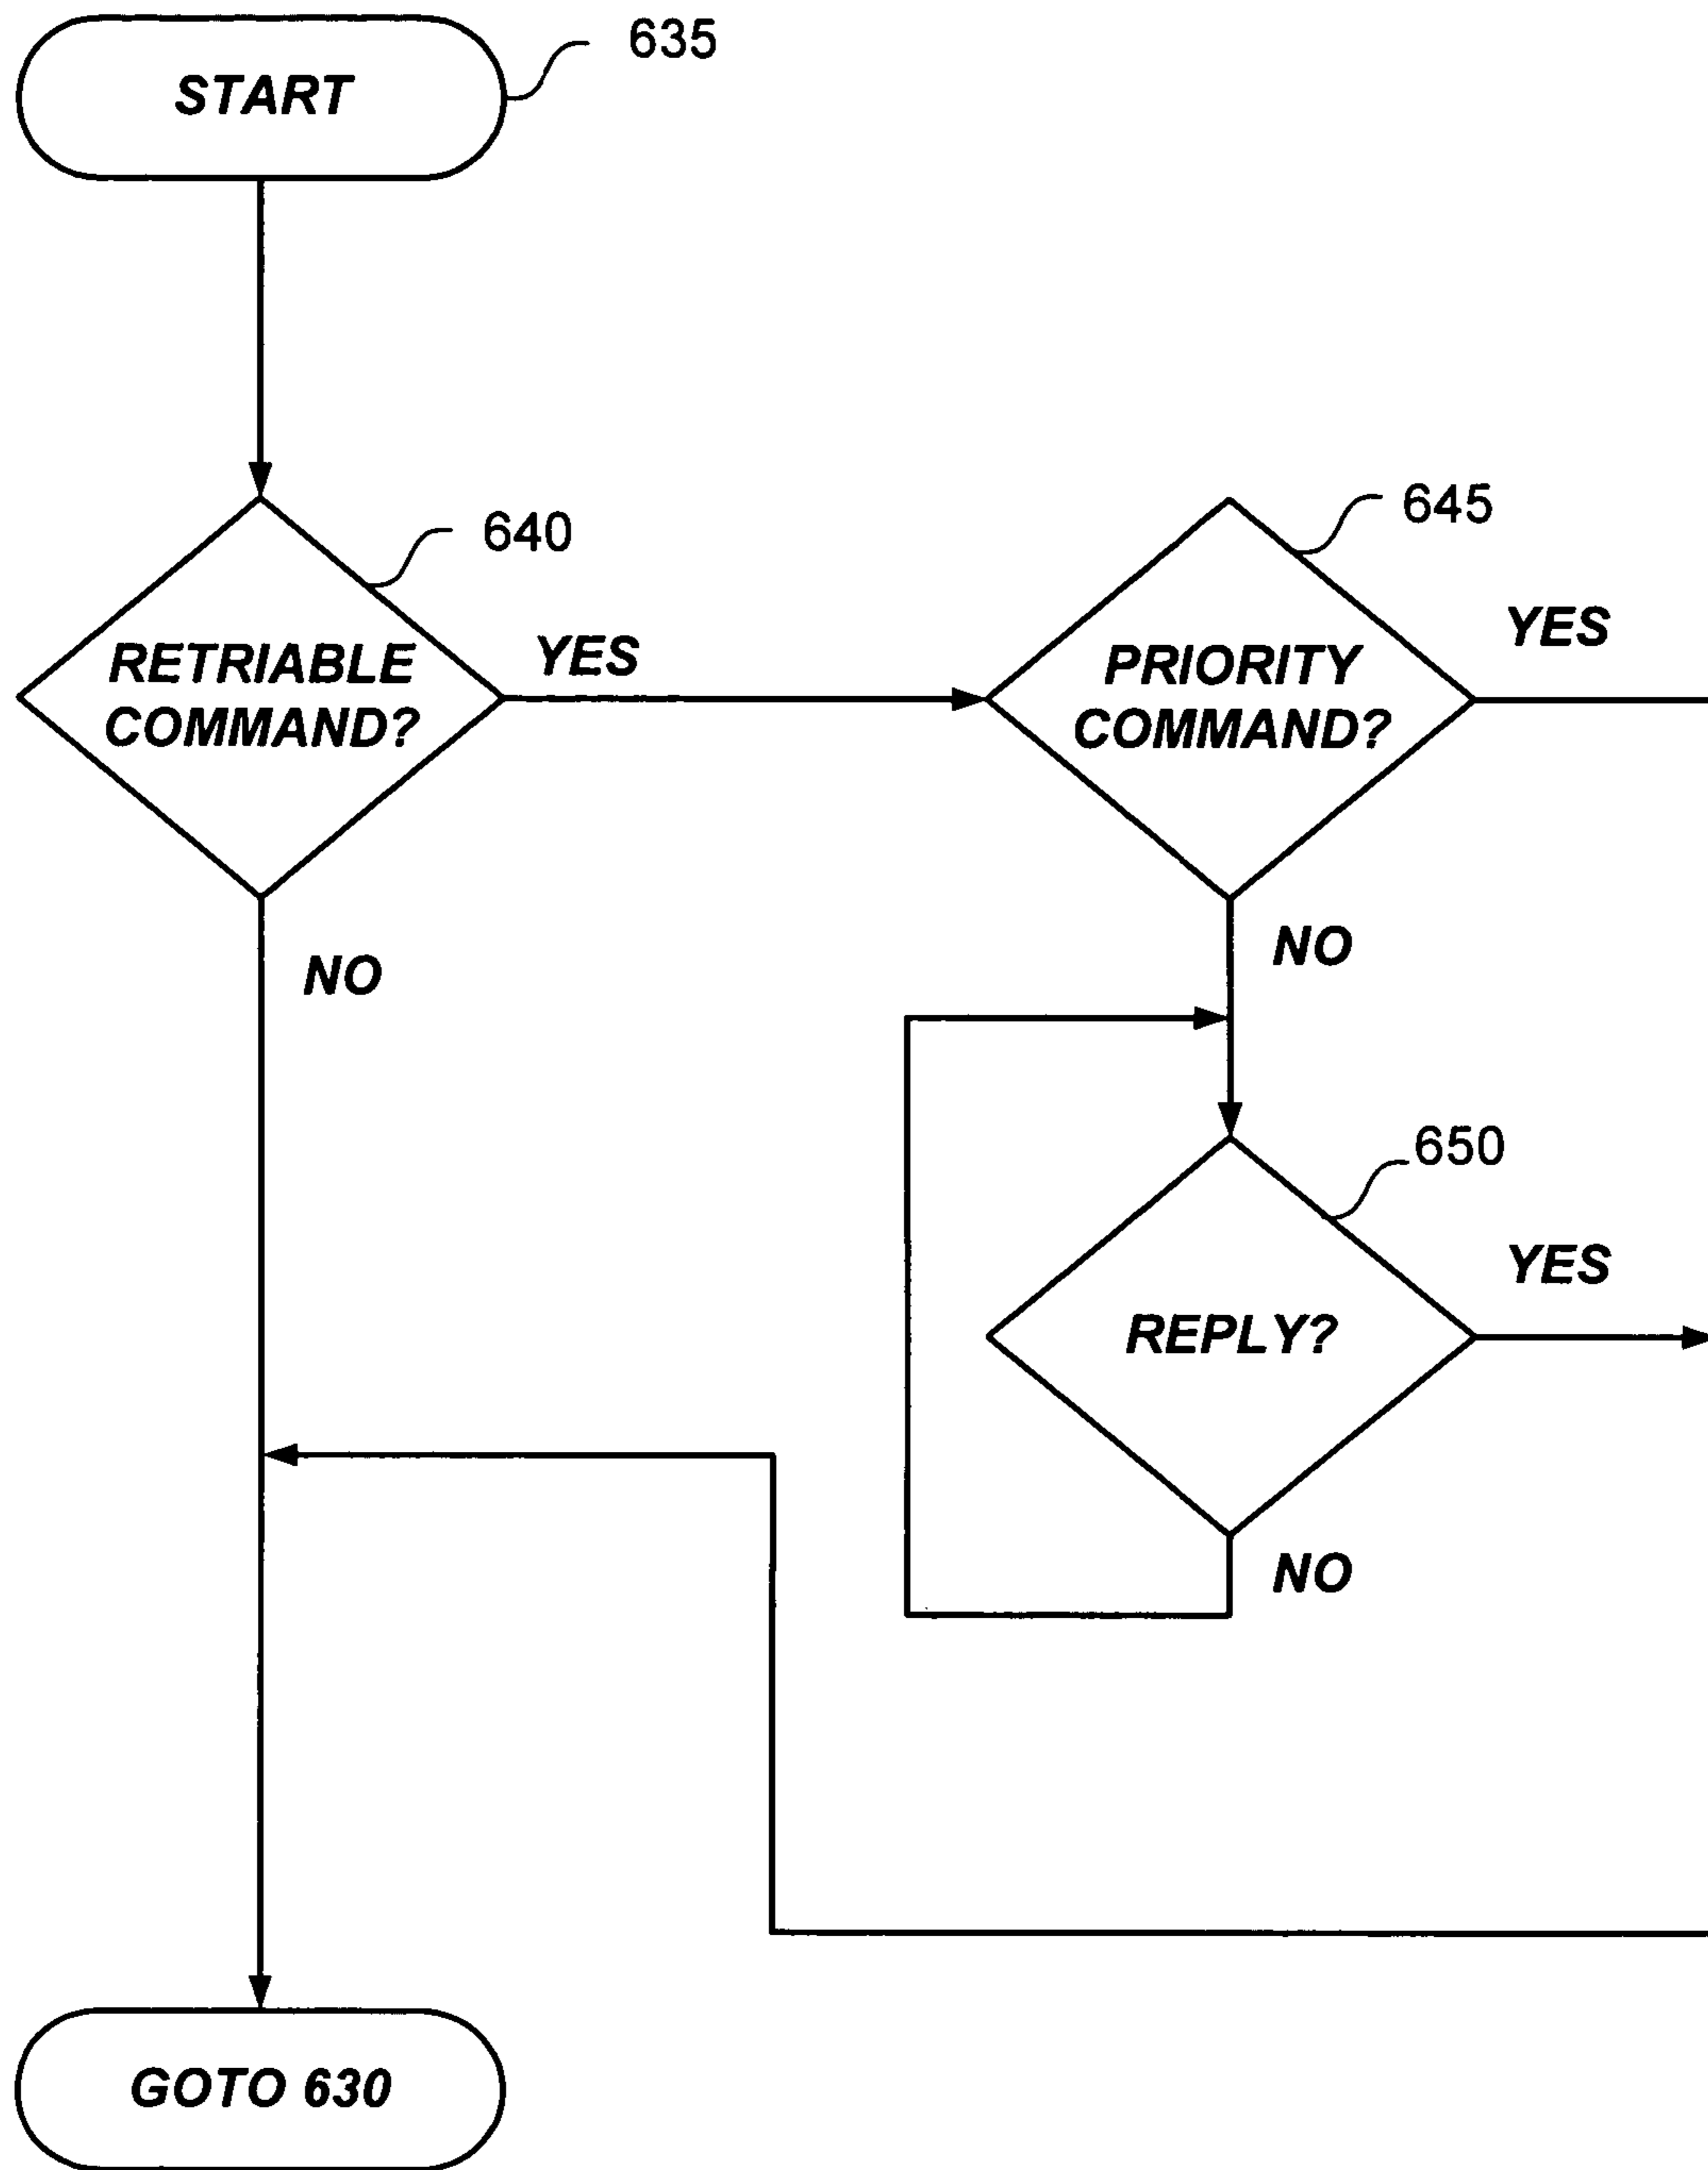 START
635
640
RETRIABLE
COMMAND?
YES
645
PRIORITY
COMMAND?
YES
NO
NO
650
REPLY?
YES
NO
GOTO 630